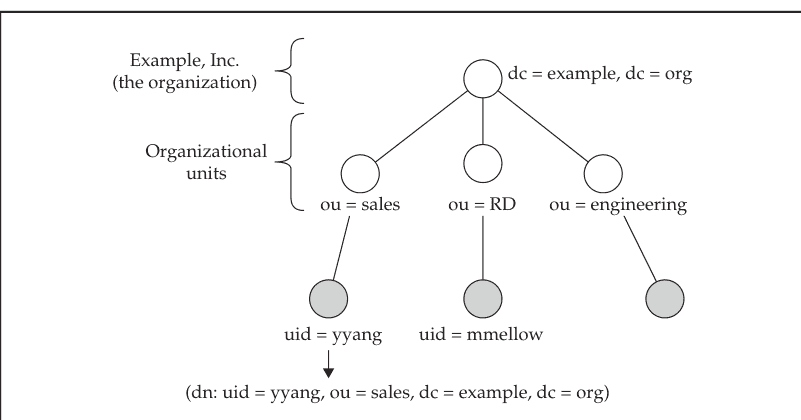 Example, Inc.
(the organization)
dc = example, dc = org
Organizational
units
ou = sales
ou = RD
ou = engineering
uid = yyang
uid = mmellow
(dn: uid = yyang, ou = sales, dc = example, dc = org)